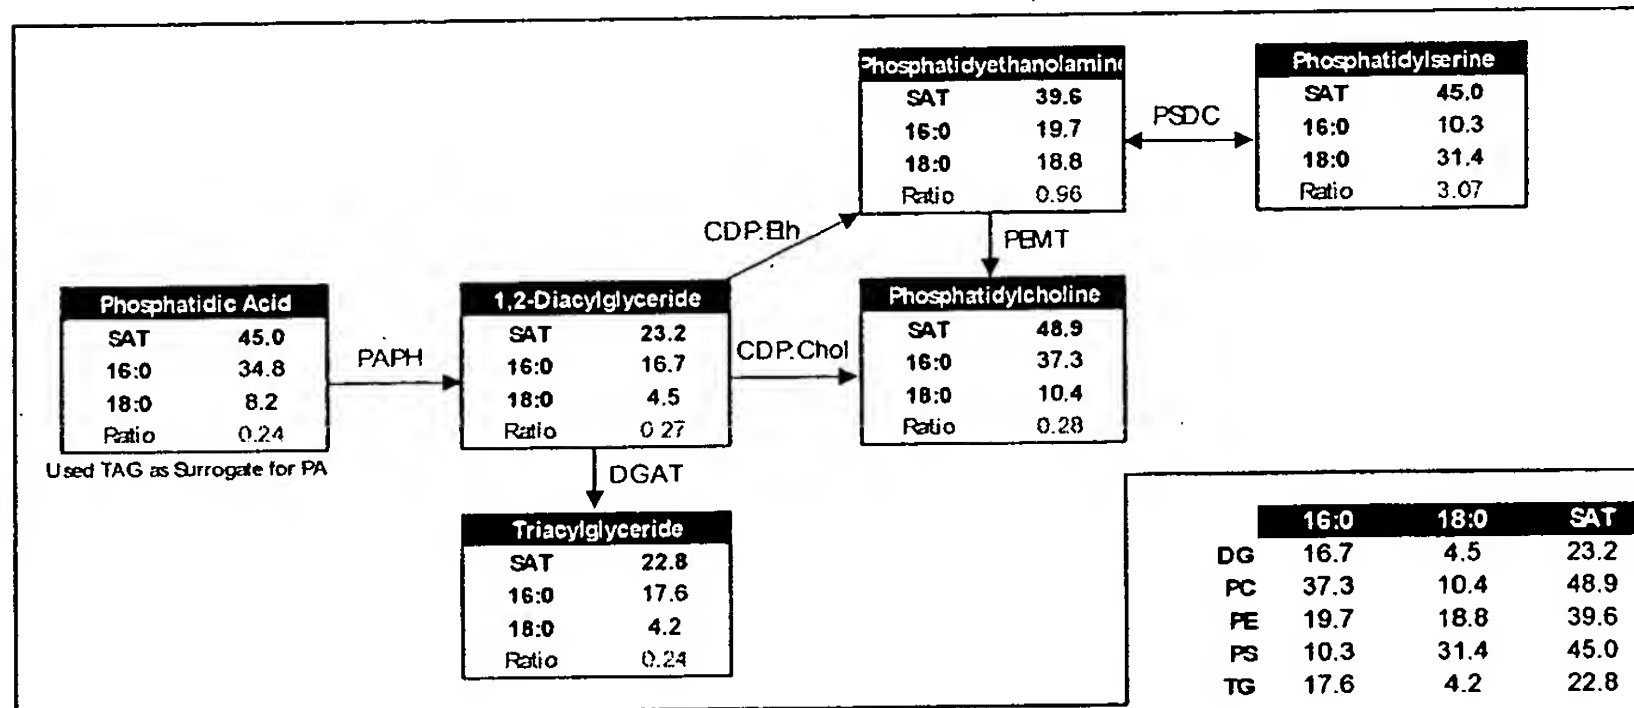 Phosphatidyethanolamine
SAT 39.6
16:0 19.7
18:0 18.8
Ratio 0.96
PSDC
Phosphatidylserine
SAT 45.0
16:0 10.3
18:0 31.4
Ratio 3.07
CDP:Eth
PEMT
Phosphatidic Acid
SAT 45.0
16:0 34.8
18:0 8.2
Ratio 0.24
Used TAG as Surrogate for PA
PAPH
1,2-Diacylglyceride
SAT 23.2
16:0 16.7
18:0 4.5
Ratio 0.27
CDP:Chol
Phosphatidylcholine
SAT 48.9
16:0 37.3
18:0 10.4
Ratio 0.28
DGAT
Triacylglyceride
SAT 22.8
16:0 17.6
18:0 4.2
Ratio 0.24
16:0 18:0 SAT
DG 16.7 4.5 23.2
PC 37.3 10.4 48.9
PE 19.7 18.8 39.6
PS 10.3 31.4 45.0
TG 17.6 4.2 22.8